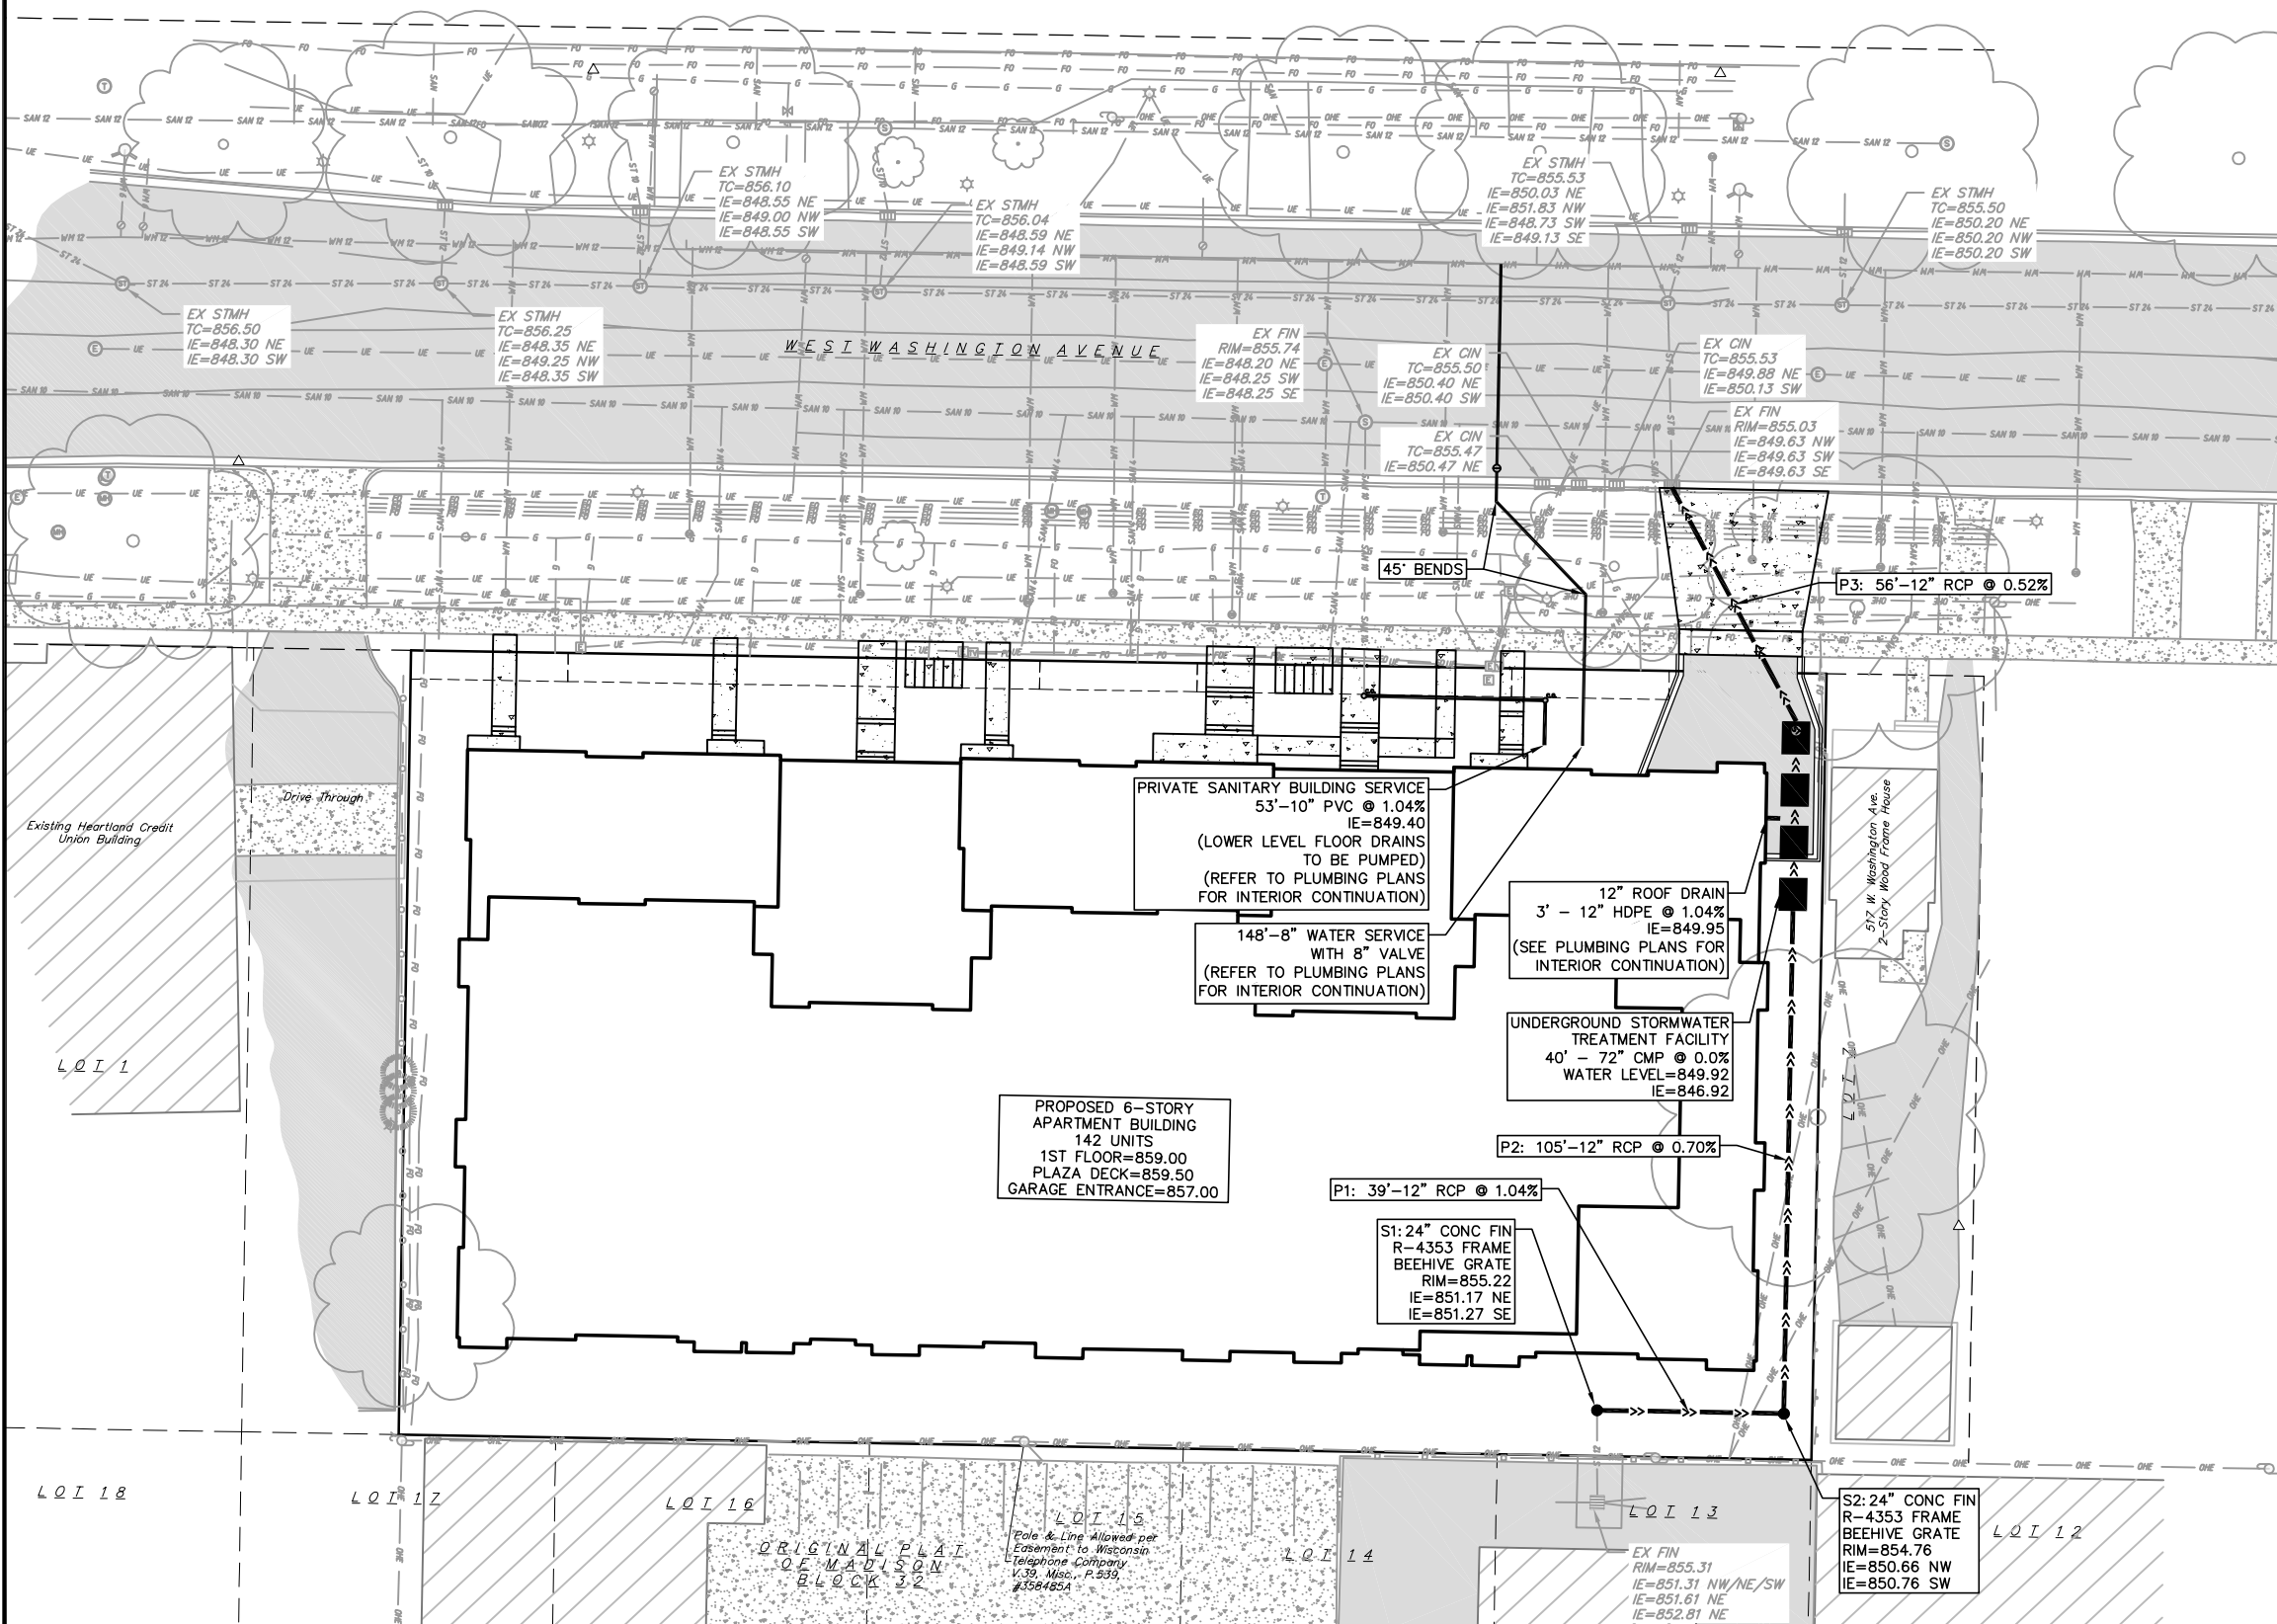 EX STMH
TC=856.10
IE=848.55 NE
IE=849.00 NW
IE=848.55 SW
EX STMH
TC=856.04
IE=848.59 NE
IE=849.14 NW
IE=848.59 SW
EX STMH
TC=855.53
IE=850.03 NE
IE=851.83 NW
IE=848.73 SW
IE=849.13 SE
EX STMH
TC=855.50
IE=850.20 NE
IE=850.20 NW
IE=850.20 SW
EX STMH
TC=856.50
IE=848.30 NE
IE=848.30 SW
EX STMH
TC=856.25
IE=848.35 NE
IE=849.25 NW
IE=848.35 SW
WEST WASHINGTON AVENUE
EX FIN
RIM=855.74
IE=848.20 NE
IE=848.25 SW
IE=848.25 SE
EX CIN
TC=855.50
IE=850.40 NE
IE=850.40 SW
EX CIN
TC=855.53
IE=849.88 NE
IE=850.13 SW
EX CIN
TC=855.47
IE=850.47 NE
EX FIN
RIM=855.03
IE=849.63 NW
IE=849.63 SW
IE=849.63 SE
45° BENDS
P3: 56'-12" RCP @ 0.52%
Drive Through
Existing Heartland Credit
Union Building
PRIVATE SANITARY BUILDING SERVICE
53'-10" PVC @ 1.04%
IE=849.40
(LOWER LEVEL FLOOR DRAINS
TO BE PUMPED)
(REFER TO PLUMBING PLANS
FOR INTERIOR CONTINUATION)
148'-8" WATER SERVICE
WITH 8" VALVE
(REFER TO PLUMBING PLANS
FOR INTERIOR CONTINUATION)
12" ROOF DRAIN
3' - 12" HDPE @ 1.04%
IE=849.95
(SEE PLUMBING PLANS FOR
INTERIOR CONTINUATION)
517 W. Washington Ave.
2-Story Wood Frame House
UNDERGROUND STORMWATER
TREATMENT FACILITY
40' - 72" CMP @ 0.0%
WATER LEVEL=849.92
IE=846.92
LOT 1
LOT 2
PROPOSED 6-STORY
APARTMENT BUILDING
142 UNITS
1ST FLOOR=859.00
PLAZA DECK=859.50
GARAGE ENTRANCE=857.00
P2: 105'-12" RCP @ 0.70%
P1: 39'-12" RCP @ 1.04%
S1: 24" CONC FIN
R-4353 FRAME
BEEHIVE GRATE
RIM=855.22
IE=851.17 NE
IE=851.27 SE
LOT 18
LOT 17
LOT 16
LOT 15
LOT 14
LOT 13
LOT 12
Pole & Line Allowed per
Easement to Wisconsin
Telephone Company
V.39, Misc., P.539,
#358485A
ORIGINAL PLAT
OF MADISON
BLOCK 32
EX FIN
RIM=855.31
IE=851.31 NW/NE/SW
IE=851.61 NE
IE=852.81 NE
S2: 24" CONC FIN
R-4353 FRAME
BEEHIVE GRATE
RIM=854.76
IE=850.66 NW
IE=850.76 SW